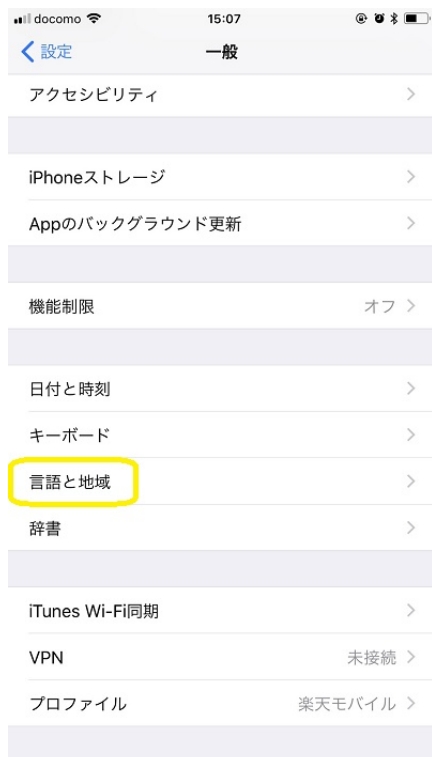 docomo 15:07
設定 一般
アクセシビリティ
iPhoneストレージ
Appのバックグラウンド更新
機能制限 オフ
日付と時刻
キーボード
言語と地域
辞書
iTunes Wi-Fi同期
VPN 未接続
プロファイル 楽天モバイル